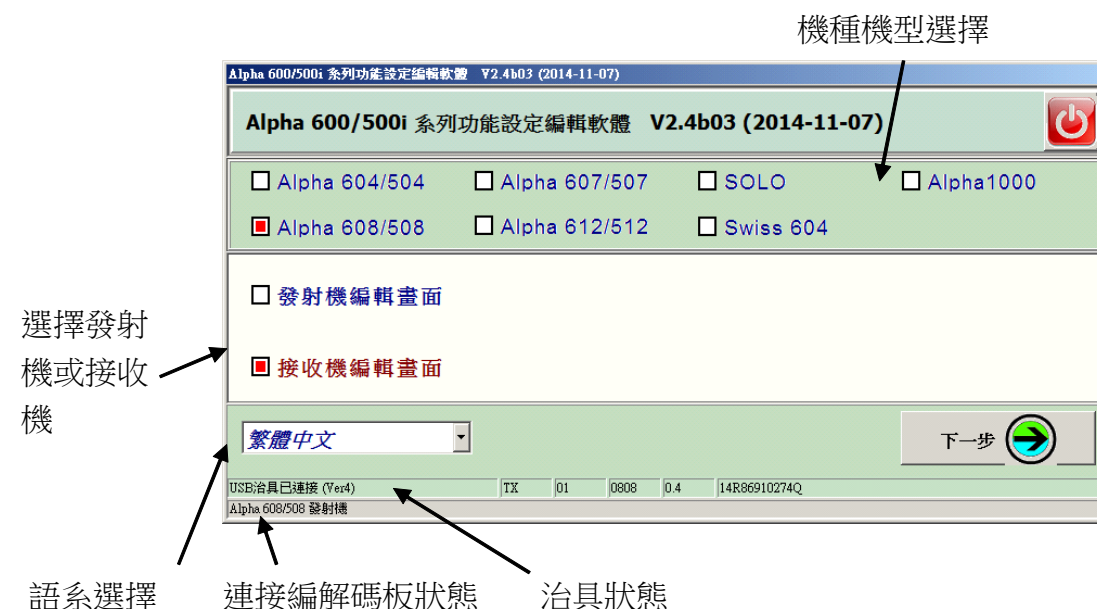 機種機型選擇
Alpha 600/500i 系列功能設定編輯軟體 V2.4b03 (2014-11-07)
Alpha 600/500i 系列功能設定編輯軟體 V2.4b03 (2014-11-07)
Alpha 604/504 Alpha 607/507 SOLO Alpha1000
Alpha 608/508 Alpha 612/512 Swiss 604
發射機編輯畫面
選擇發射
機或接收
機
接收機編輯畫面
繁體中文
下一步
USB治具已連接 (Ver4) TX 01 0808 0.4 14R86910274Q
Alpha 608/508 發射機
語系選擇 連接編解碼板狀態 治具狀態